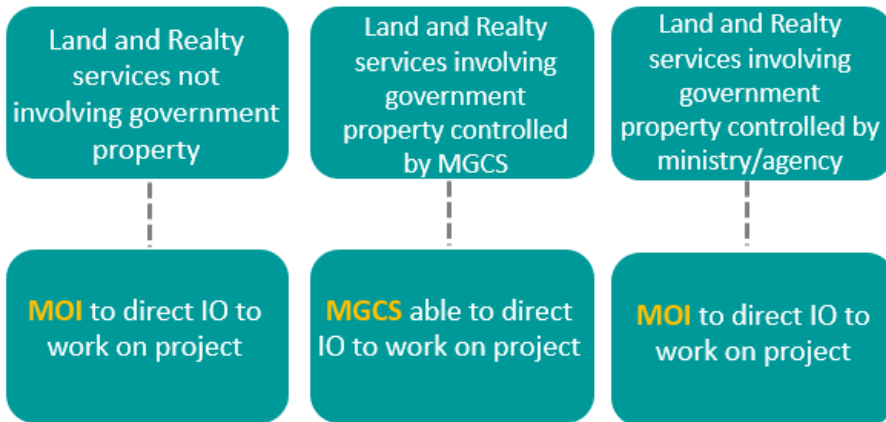 Land and Realty
services not
involving government
property
Land and Realty
services involving
government
property controlled
by MGCS
Land and Realty
services involving
government
property controlled by
ministry/agency
MOI to direct IO to
work on project
MGCS able to direct
IO to work on project
MOI to direct IO to
work on project